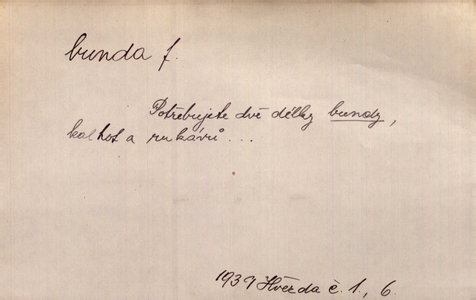 bunda f.
Potřebujete dvě délky bundy,
kalhot a rukávů...
1939 Hvězda č. 1., 6.